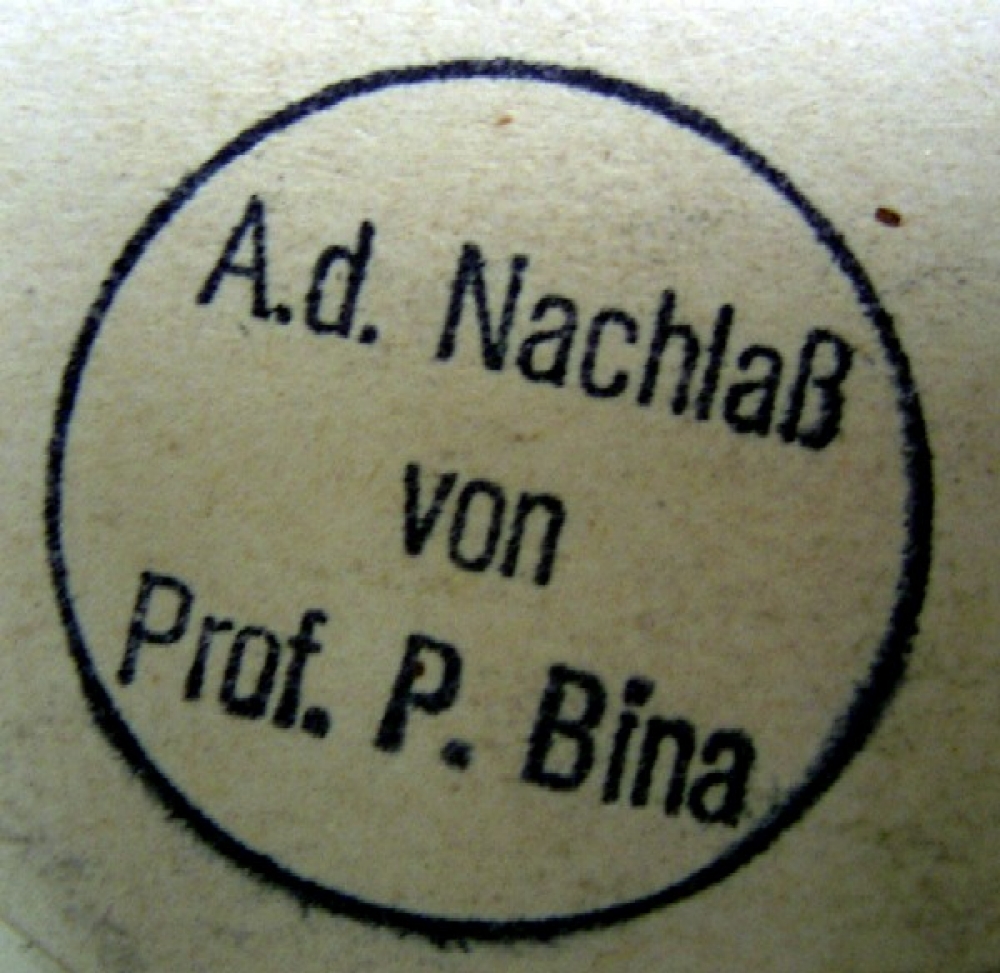 A.d. Nachlaß
von
Prof. P. Bina